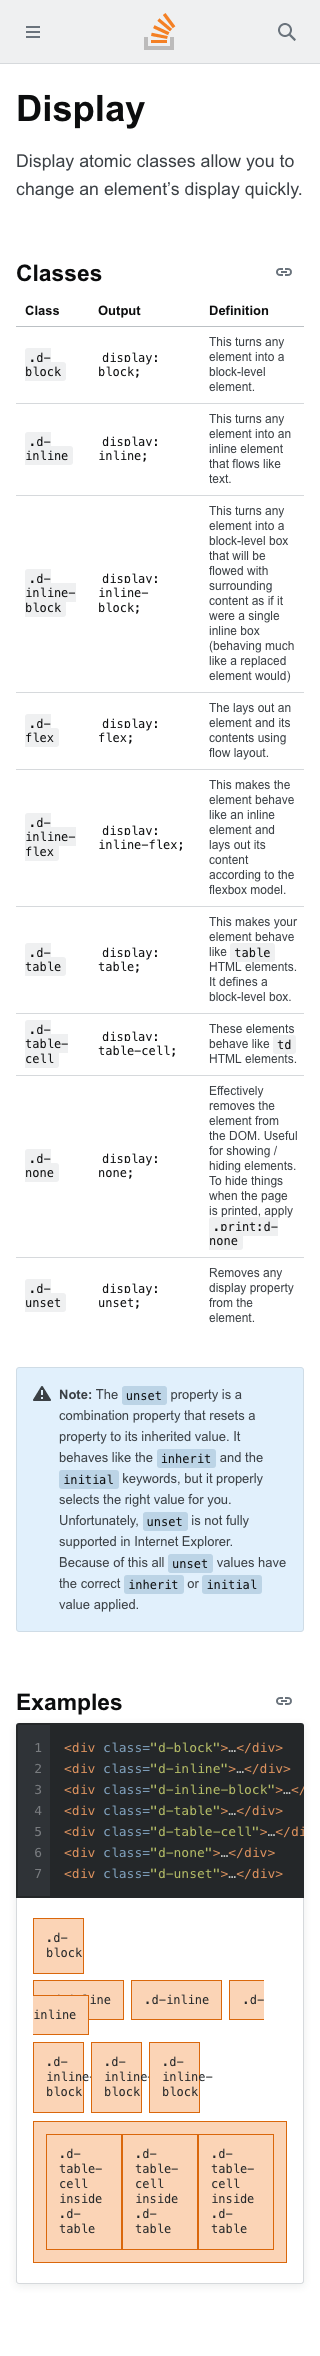 Display
Display atomic classes allow you to
change an element’s display quickly.
Classes
Class Output Definition
.d-
block
display:
block;
This turns any
element into a
block-level
element.
.d-
inline
display:
inline;
This turns any
element into an
inline element
that flows like
text.
.d-
inline-
block
display:
inline-
block;
This turns any
element into a
block-level box
that will be
flowed with
surrounding
content as if it
were a single
inline box
(behaving much
like a replaced
element would)
.d-
flex
display:
flex;
The lays out an
element and its
contents using
flow layout.
.d-
inline-
flex
display:
inline-flex;
This makes the
element behave
like an inline
element and
lays out its
content
according to the
flexbox model.
.d-
table
display:
table;
This makes your
element behave
like table
HTML elements.
It defines a
block-level box.
.d-
table-
cell
display:
table-cell;
These elements
behave like td
HTML elements.
.d-
none
display:
none;
Effectively
removes the
element from
the DOM. Useful
for showing /
hiding elements.
To hide things
when the page
is printed, apply
.print:d-
none
.d-
unset
display:
unset;
Removes any
display property
from the
element.
Note: The unset property is a
combination property that resets a
property to its inherited value. It
behaves like the inherit and the
initial keywords, but it properly
selects the right value for you.
Unfortunately, unset is not fully
supported in Internet Explorer.
Because of this all unset values have
the correct inherit or initial
value applied.
Examples
1 <div class="d-block">…</div>
2 <div class="d-inline">…</div>
3 <div class="d-inline-block">…</
4 <div class="d-table">…</div>
5 <div class="d-table-cell">…</di
6 <div class="d-none">…</div>
7 <div class="d-unset">…</div>
.d-
block
ine .d-inline .d-
inline
.d-
inline-
block
.d-
inline-
block
.d-
inline-
block
.d-
table-
cell
inside
.d-
table
.d-
table-
cell
inside
.d-
table
.d-
table-
cell
inside
.d-
table